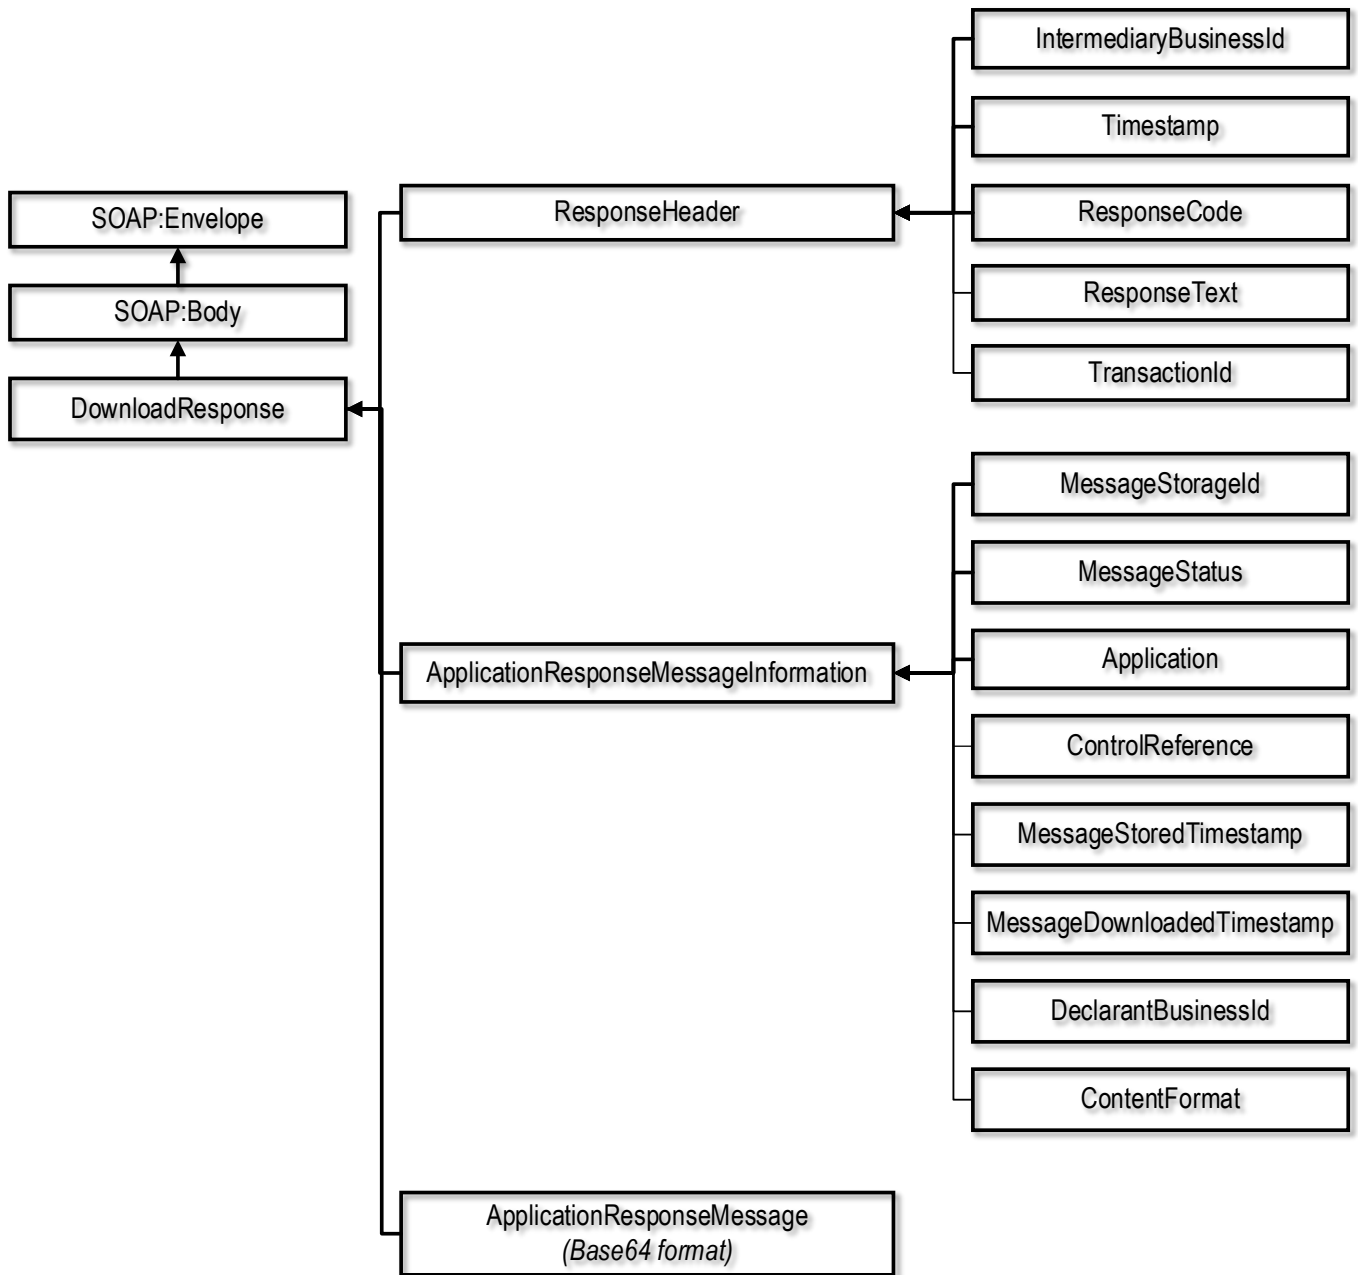 SOAP:Envelope
SOAP:Body
DownloadResponse
ResponseHeader
IntermediaryBusinessId
Timestamp
ResponseCode
ResponseText
TransactionId
ApplicationResponseMessageInformation
MessageStorageId
MessageStatus
Application
ControlReference
MessageStoredTimestamp
MessageDownloadedTimestamp
DeclarantBusinessId
ContentFormat
ApplicationResponseMessage
(Base64 format)